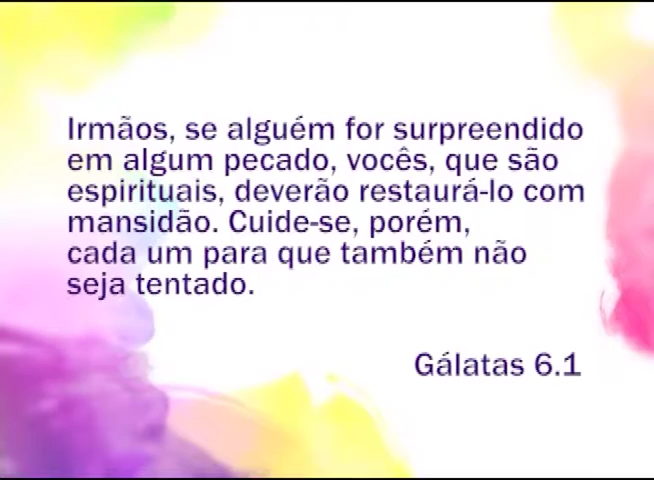 Irmãos, se alguém for surpreendido
em algum pecado, vocês, que são
espirituais, deverão restaurá-lo com
mansidão. Cuide-se, porém,
cada um para que também não
seja tentado.
Gálatas 6.1